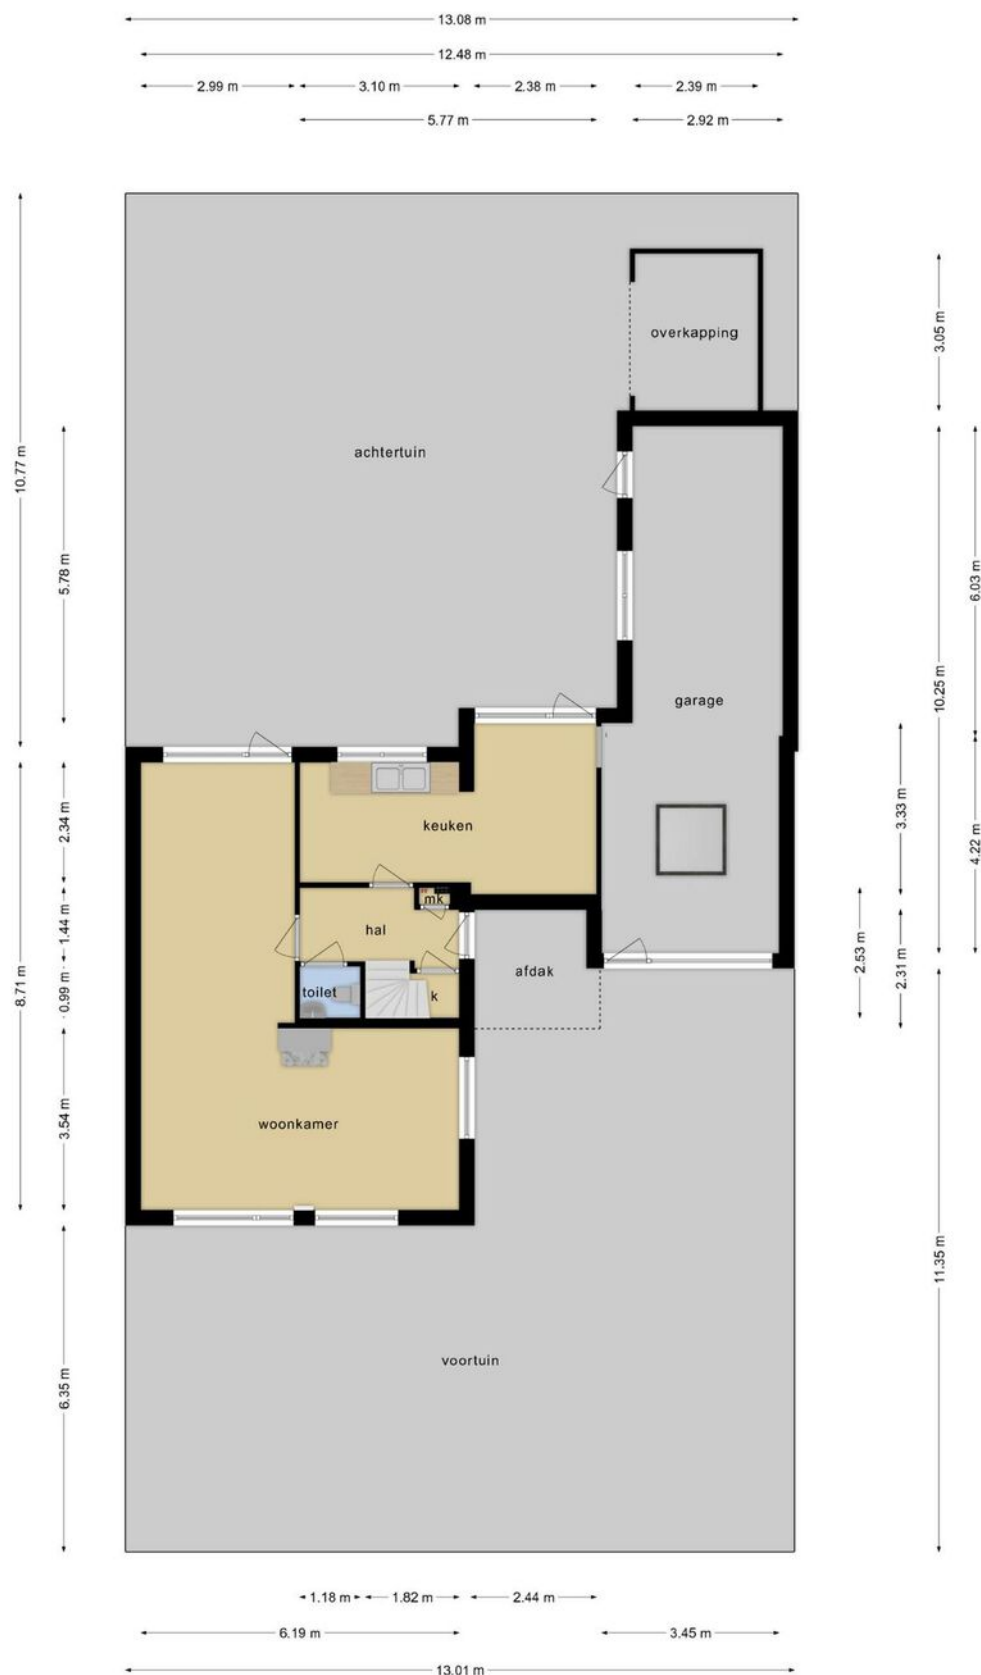 13.08 m
12.48 m
2.99 m
3.10 m
2.38 m
2.39 m
5.77 m
2.92 m
overkapping
3.05 m
achtertuin
10.77 m
5.78 m
6.03 m
10.25 m
garage
keuken
2.34 m
3.33 m
4.22 m
mk
hal
1.44 m
afdak
2.53 m
2.31 m
toilet
k
0.99 m
8.71 m
woonkamer
3.54 m
11.35 m
voortuin
6.35 m
1.18 m
1.82 m
2.44 m
6.19 m
3.45 m
13.01 m